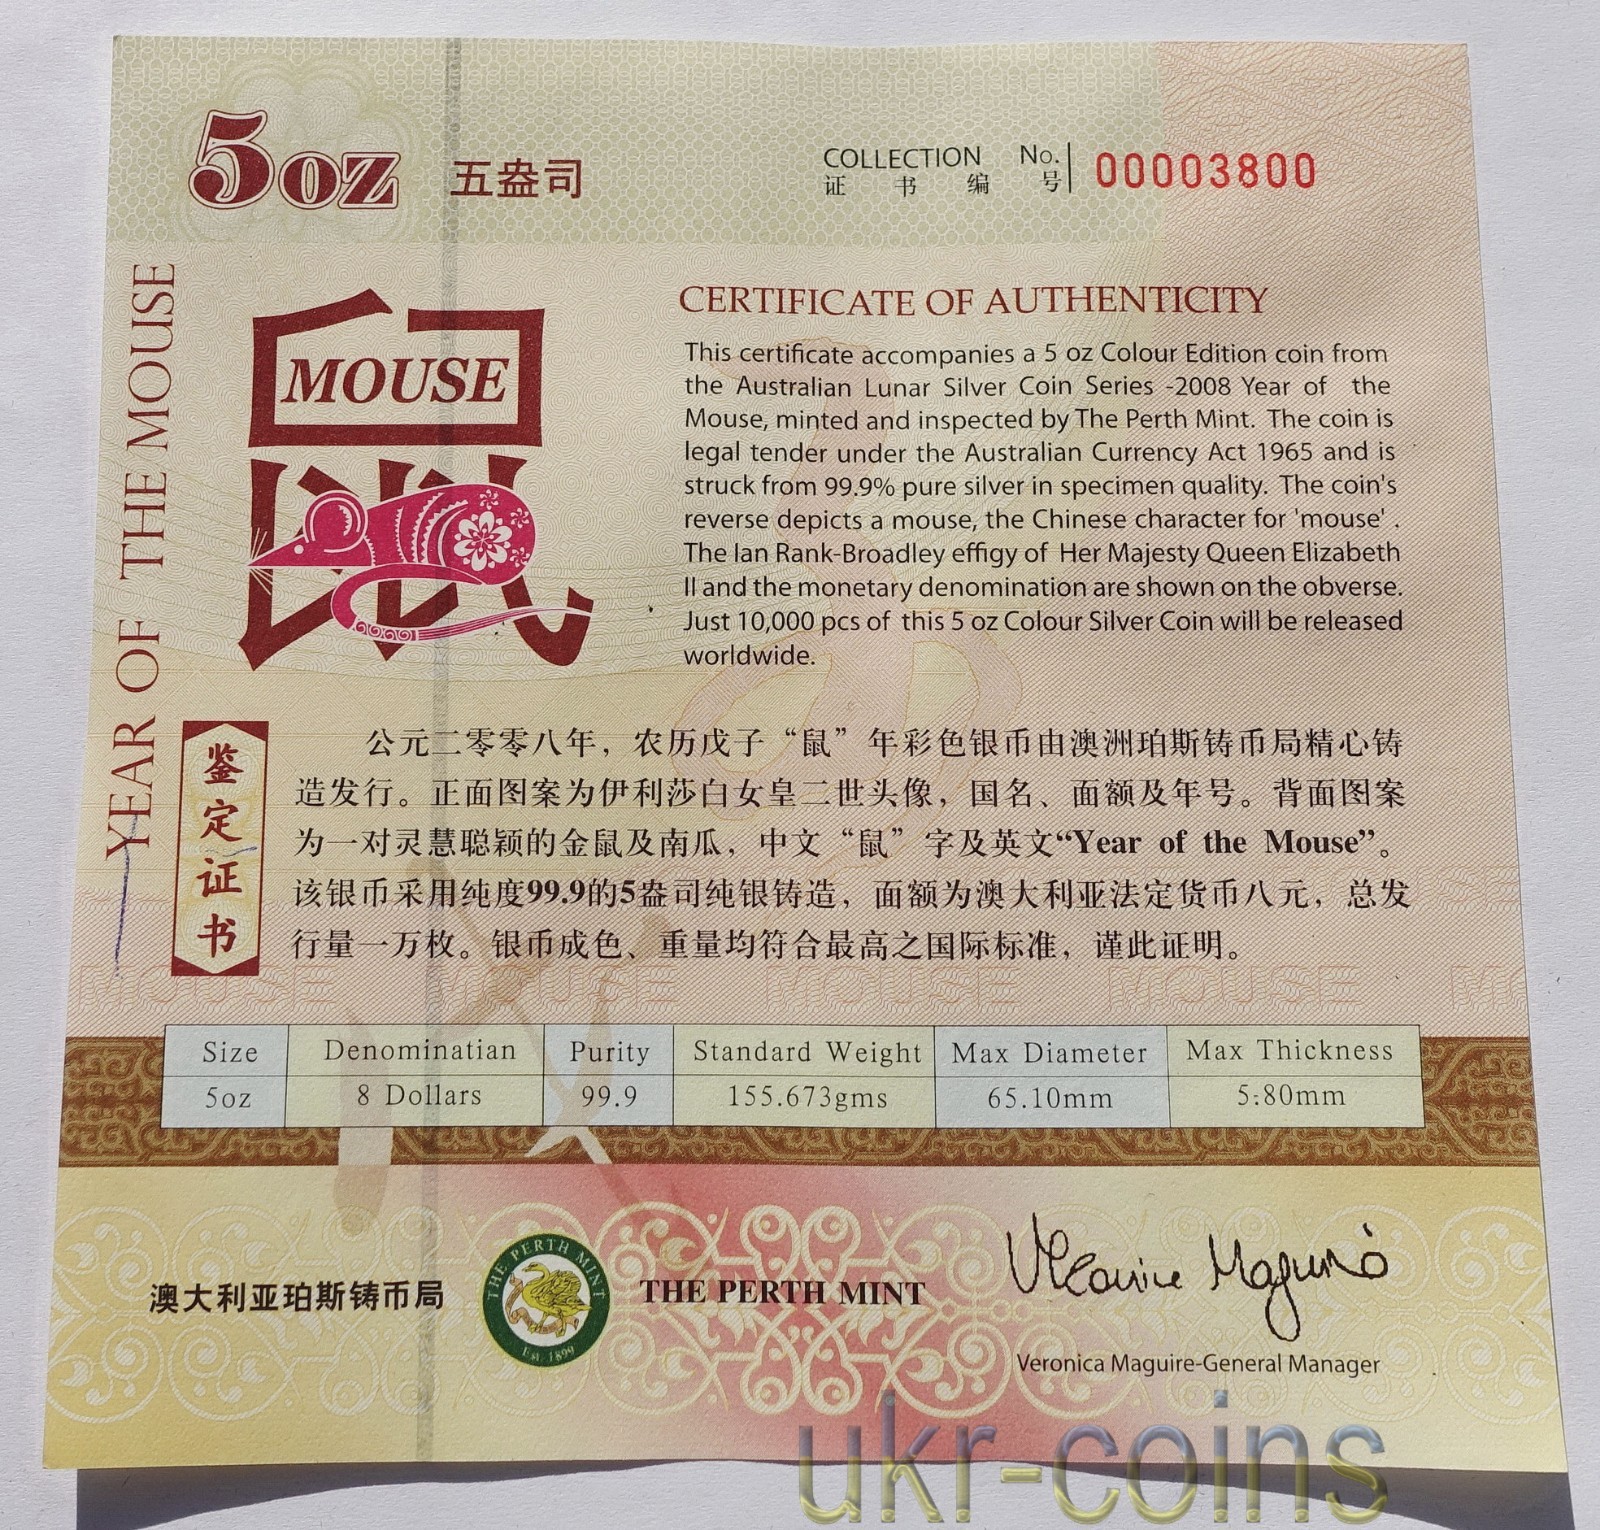 5oz 五盎司
COLLECTION No. 00003800
证书编号
YEAR OF THE MOUSE
MOUSE
CERTIFICATE OF AUTHENTICITY
This certificate accompanies a 5 oz Colour Edition coin from
the Australian Lunar Silver Coin Series -2008 Year of the
Mouse, minted and inspected by The Perth Mint. The coin is
legal tender under the Australian Currency Act 1965 and is
struck from 99.9% pure silver in specimen quality. The coin's
reverse depicts a mouse, the Chinese character for 'mouse' .
The Ian Rank-Broadley effigy of Her Majesty Queen Elizabeth
II and the monetary denomination are shown on the obverse.
Just 10,000 pcs of this 5 oz Colour Silver Coin will be released
worldwide.
鉴定证书
公元二零零八年，农历戊子“鼠”年彩色银币由澳洲珀斯铸币局精心铸
造发行。正面图案为伊利莎白女皇二世头像，国名、面额及年号。背面图案
为一对灵慧聪颖的金鼠及南瓜，中文“鼠”字及英文“Year of the Mouse”。
该银币采用纯度99.9的5盎司纯银铸造，面额为澳大利亚法定货币八元，总发
行量一万枚。银币成色、重量均符合最高之国际标准，谨此证明。
MOUSE MOUSE MOUSE MOUSE MO
Size Denominatian Purity Standard Weight Max Diameter Max Thickness
5oz 8 Dollars 99.9 155.673gms 65.10mm 5:80mm
澳大利亚珀斯铸币局 THE PERTH MINT Est. 1899 THE PERTH MINT
Veronica Maguire
Veronica Maguire-General Manager
ukr-coins